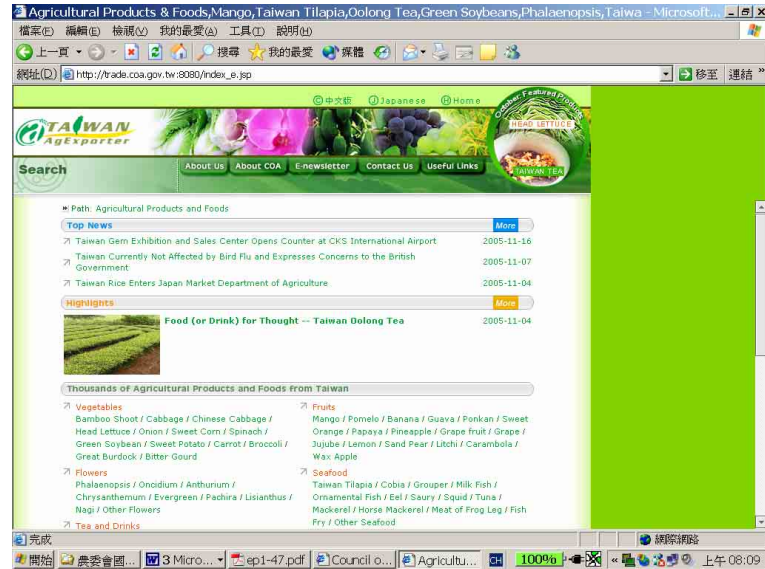 Agricultural Products & Foods,Mango,Taiwan Tilapia,Oolong Tea,Green Soybeans,Phalaenopsis,Taiwa - Microsoft...
檔案(F) 編輯(E) 檢視(V) 我的最愛(A) 工具(T) 說明(H)
上一頁 搜尋 我的最愛 媒體
網址(D) http://trade.coa.gov.tw:8080/index_e.jsp 移至 連結 »
中文版 Japanese Home
October: Featured Products
HEAD LETTUCE
TAIWAN TEA
TAIWAN
AgExporter
Search
About Us About COA E-newsletter Contact Us Useful Links
Path: Agricultural Products and Foods
Top News More
Taiwan Gem Exhibition and Sales Center Opens Counter at CKS International Airport 2005-11-16
Taiwan Currently Not Affected by Bird Flu and Expresses Concerns to the British
Government 2005-11-07
Taiwan Rice Enters Japan Market Department of Agriculture 2005-11-04
Highlights More
Food (or Drink) for Thought -- Taiwan Oolong Tea 2005-11-04
Thousands of Agricultural Products and Foods from Taiwan
Vegetables
Bamboo Shoot / Cabbage / Chinese Cabbage /
Head Lettuce / Onion / Sweet Corn / Spinach /
Green Soybean / Sweet Potato / Carrot / Broccoli /
Great Burdock / Bitter Gourd
Fruits
Mango / Pomelo / Banana / Guava / Ponkan / Sweet
Orange / Papaya / Pineapple / Grape fruit / Grape /
Jujube / Lemon / Sand Pear / Litchi / Carambola /
Wax Apple
Flowers
Phalaenopsis / Oncidium / Anthurium /
Chrysanthemum / Evergreen / Pachira / Lisianthus /
Nagi / Other Flowers
Seafood
Taiwan Tilapia / Cobia / Grouper / Milk Fish /
Ornamental Fish / Eel / Saury / Squid / Tuna /
Mackerel / Horse Mackerel / Meat of Frog Leg / Fish
Fry / Other Seafood
Tea and Drinks
完成 網際網路
開始 農委會國... 3 Micro... ep1-47.pdf Council o... Agricultu... CH 100% « 上午 08:09